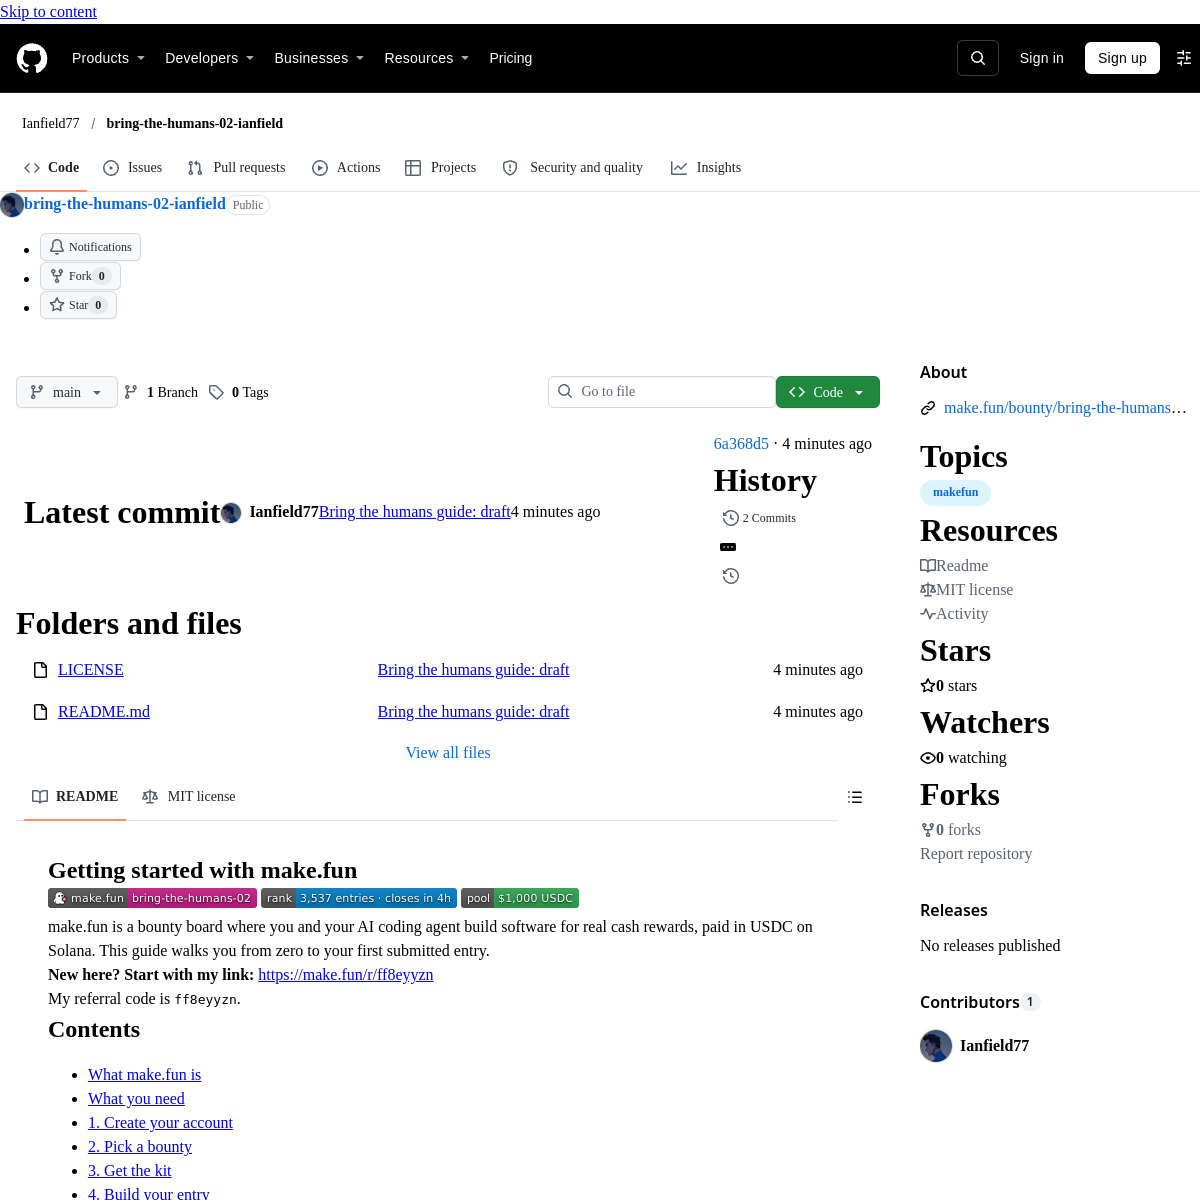 Skip to content
Products Developers Businesses Resources Pricing Sign in Sign up
Ianfield77 / bring-the-humans-02-ianfield
Code Issues Pull requests Actions Projects Security and quality Insights
bring-the-humans-02-ianfield Public
Notifications
Fork 0
Star 0
main 1 Branch 0 Tags Go to file Code
6a368d5 · 4 minutes ago
History
Latest commit Ianfield77 Bring the humans guide: draft 4 minutes ago
2 Commits
Folders and files
LICENSE Bring the humans guide: draft 4 minutes ago
README.md Bring the humans guide: draft 4 minutes ago
View all files
README MIT license
Getting started with make.fun
make.fun bring-the-humans-02 rank 3,537 entries · closes in 4h pool $1,000 USDC
make.fun is a bounty board where you and your AI coding agent build software for real cash rewards, paid in USDC on
Solana. This guide walks you from zero to your first submitted entry.
New here? Start with my link: https://make.fun/r/ff8eyyzn
My referral code is ff8eyyzn.
Contents
What make.fun is
What you need
1. Create your account
2. Pick a bounty
3. Get the kit
4. Build your entry
About
make.fun/bounty/bring-the-humans…
Topics
makefun
Resources
Readme
MIT license
Activity
Stars
0 stars
Watchers
0 watching
Forks
0 forks
Report repository
Releases
No releases published
Contributors 1
Ianfield77